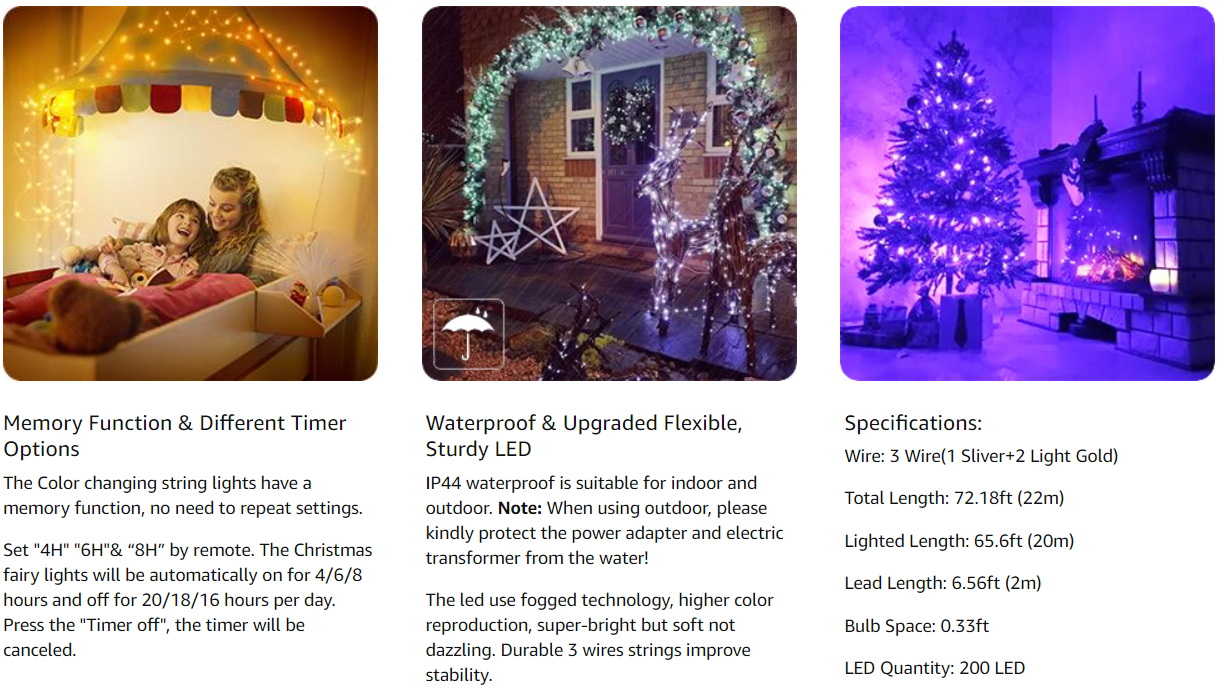 Memory Function & Different Timer
Options
The Color changing string lights have a
memory function, no need to repeat settings.
Set "4H" "6H"& “8H” by remote. The Christmas
fairy lights will be automatically on for 4/6/8
hours and off for 20/18/16 hours per day.
Press the "Timer off", the timer will be
canceled.
Waterproof & Upgraded Flexible,
Sturdy LED
IP44 waterproof is suitable for indoor and
outdoor. Note: When using outdoor, please
kindly protect the power adapter and electric
transformer from the water!
The led use fogged technology, higher color
reproduction, super-bright but soft not
dazzling. Durable 3 wires strings improve
stability.
Specifications:
Wire: 3 Wire(1 Sliver+2 Light Gold)
Total Length: 72.18ft (22m)
Lighted Length: 65.6ft (20m)
Lead Length: 6.56ft (2m)
Bulb Space: 0.33ft
LED Quantity: 200 LED